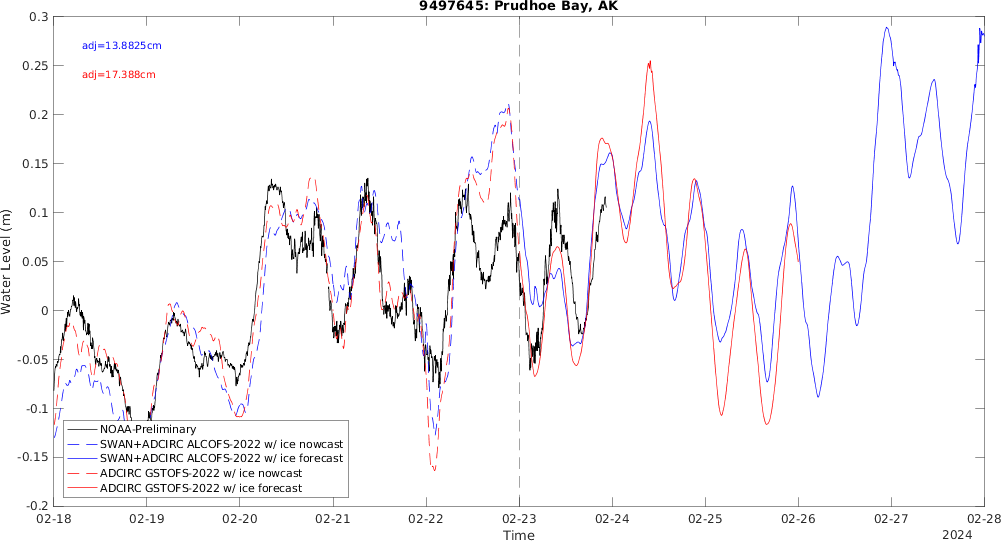 9497645: Prudhoe Bay, AK
adj=13.8825cm
adj=17.388cm
Water Level (m)
0.3
0.25
0.2
0.15
0.1
0.05
0
-0.05
-0.1
-0.15
-0.2
NOAA-Preliminary
SWAN+ADCIRC ALCOFS-2022 w/ ice nowcast
SWAN+ADCIRC ALCOFS-2022 w/ ice forecast
ADCIRC GSTOFS-2022 w/ ice nowcast
ADCIRC GSTOFS-2022 w/ ice forecast
02-18 02-19 02-20 02-21 02-22 02-23 02-24 02-25 02-26 02-27 02-28
Time
2024